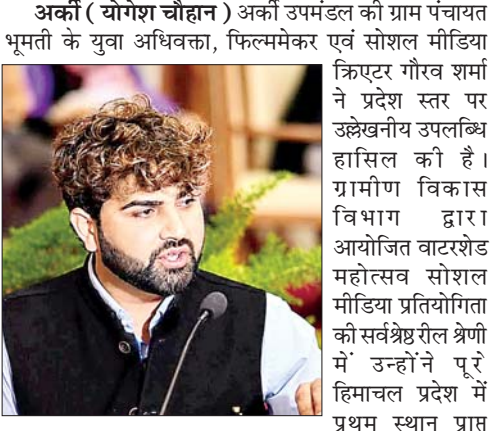 अर्की ( योगेश चौहान ) अर्की उपमंडल की ग्राम पंचायत
भूमती के युवा अधिवक्ता, फिल्ममेकर एवं सोशल मीडिया
क्रिएटर गौरव शर्मा
ने प्रदेश स्तर पर
उल्लेखनीय उपलब्धि
हासिल की है।
ग्रामीण विकास
विभाग द्वारा
आयोजित वाटरशेड
महोत्सव सोशल
मीडिया प्रतियोगिता
की सर्वश्रेष्ठ रील श्रेणी
में उन्होंने पूरे
हिमाचल प्रदेश में
प्रथम स्थान प्राप्त